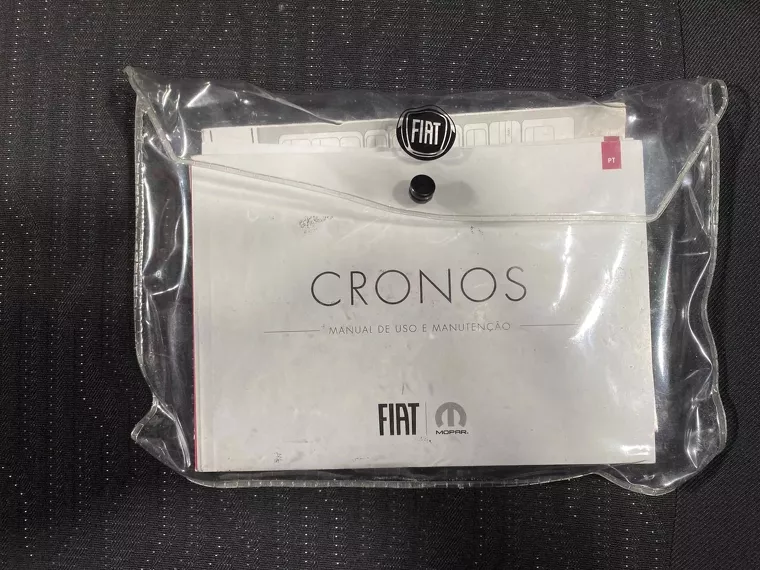 FIAT
PT
CRONOS
MANUAL DE USO E MANUTENÇÃO
FIAT
MOPAR